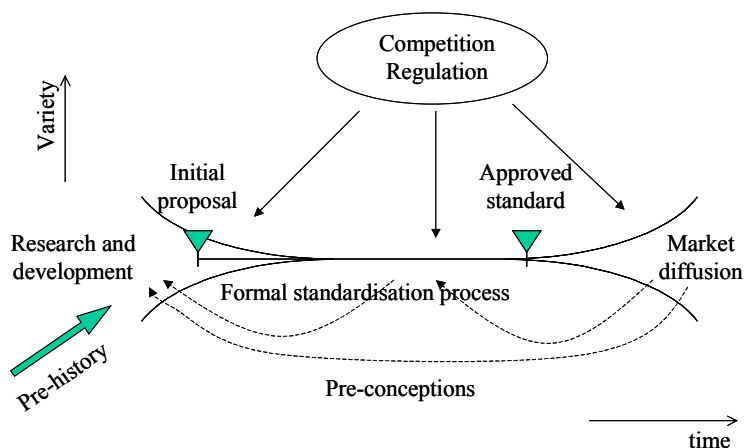 Competition
Regulation
Variety
Initial
proposal
Approved
standard
Research and
development
Market
diffusion
Formal standardisation process
Pre-history
Pre-conceptions
time